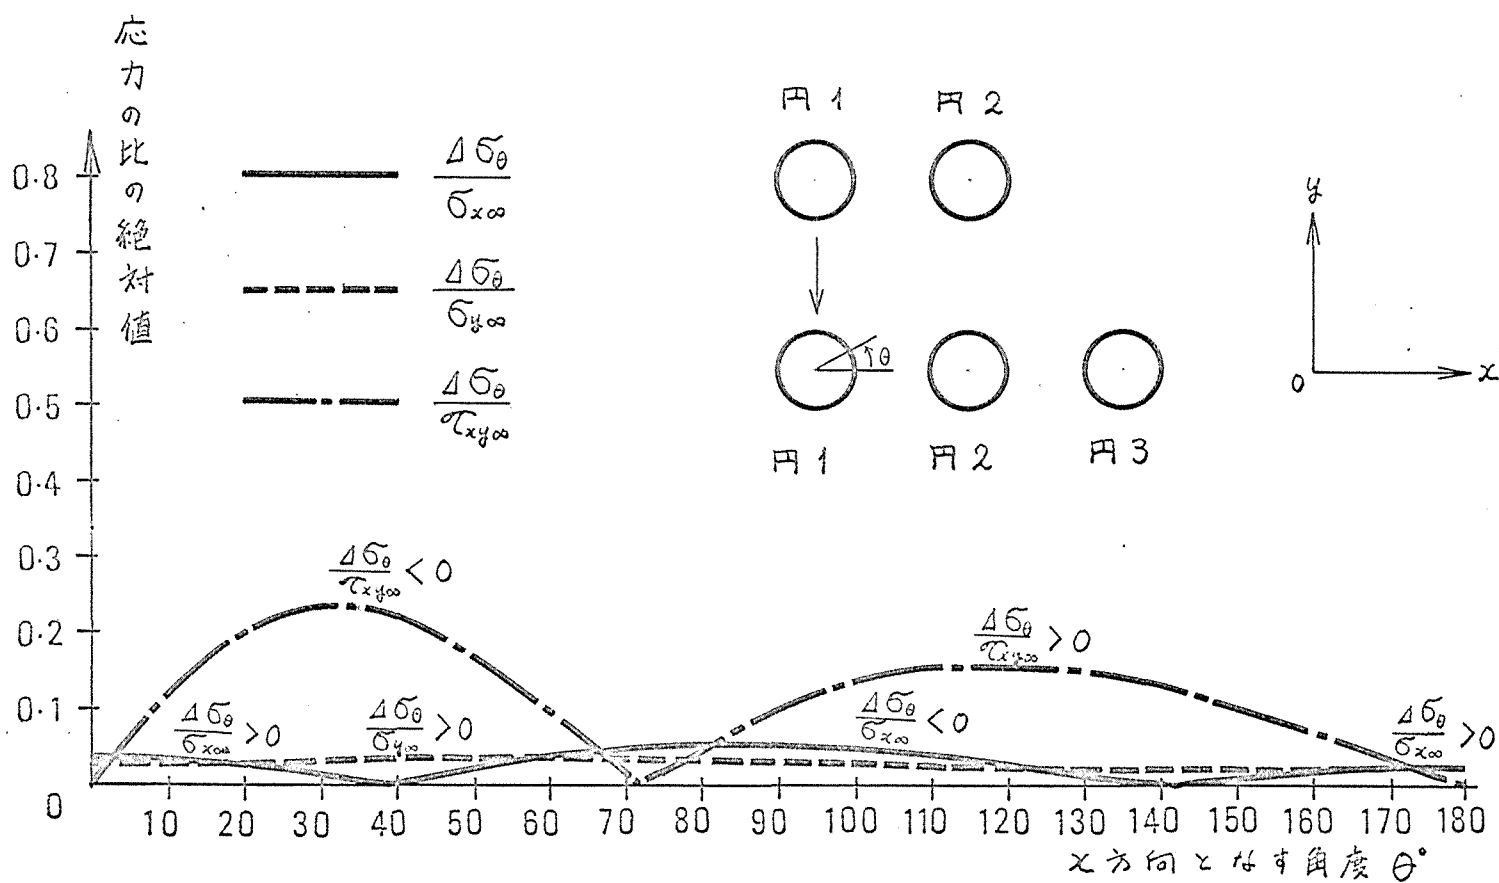 応力の比の絶対値
0.8
0.7
0.6
0.5
0.4
0.3
0.2
0.1
0
Δσθ
σx∞
Δσθ
σy∞
Δσθ
τxy∞
円1 円2
θ
円1 円2 円3
y
0 x
Δσθ/τxy∞ < 0
Δσθ/τxy∞ > 0
Δσθ/σx∞ > 0
Δσθ/σy∞ > 0
Δσθ/σx∞ < 0
Δσθ/σx∞ > 0
10 20 30 40 50 60 70 80 90 100 110 120 130 140 150 160 170 180
x方向となす角度 θ°